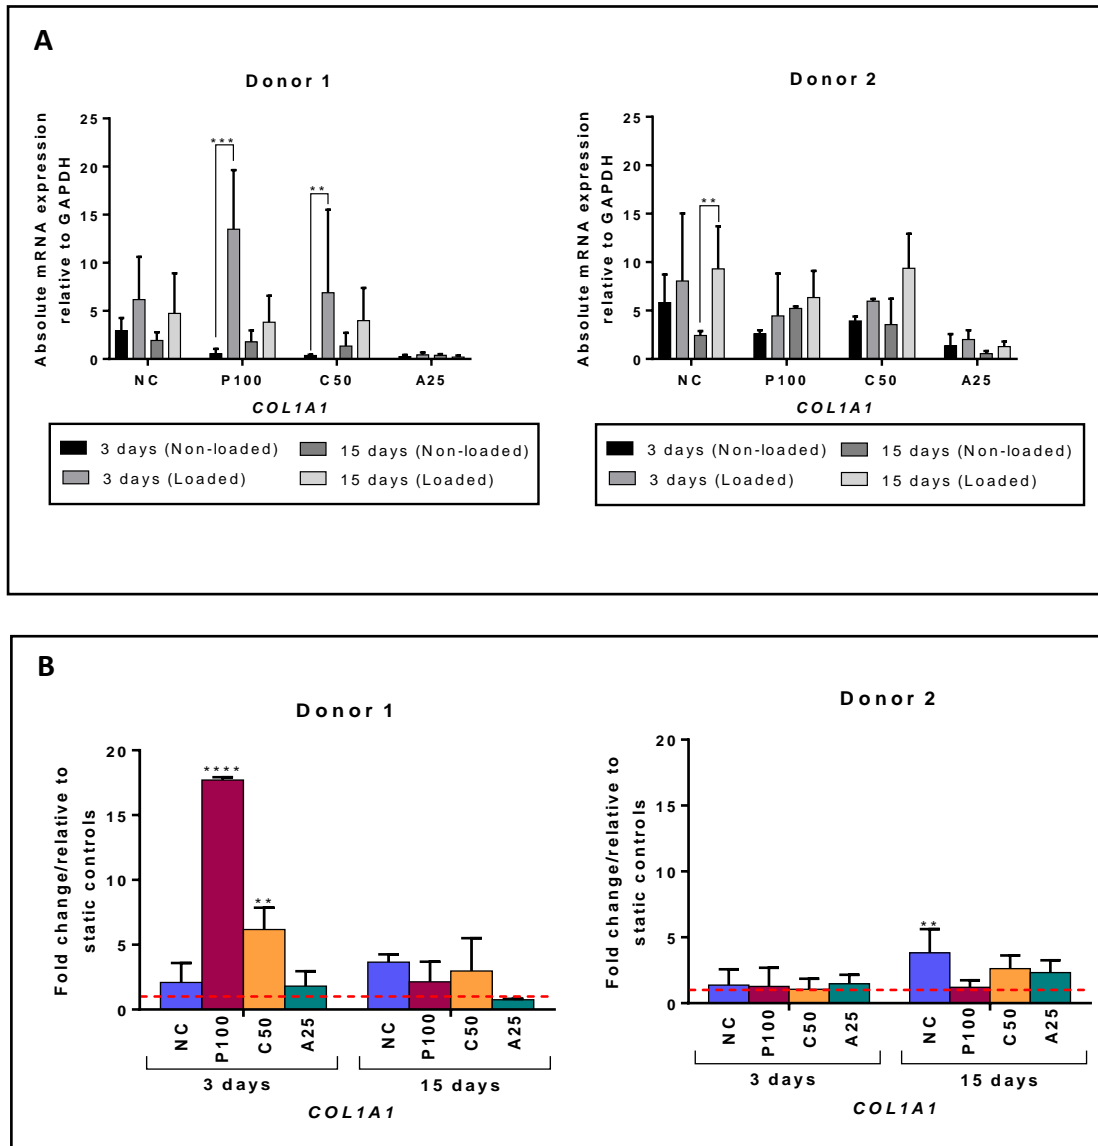 A
Donor 1
Absolute mRNA expression
relative to GAPDH
25
20
15
10
5
0
***
**
NC P100 C50 A25
COL1A1
3 days (Non-loaded) 15 days (Non-loaded)
3 days (Loaded) 15 days (Loaded)
Donor 2
Absolute mRNA expression
relative to GAPDH
25
20
15
10
5
0
**
NC P100 C50 A25
COL1A1
3 days (Non-loaded) 15 days (Non-loaded)
3 days (Loaded) 15 days (Loaded)
B
Donor 1
Fold change/relative to
static controls
20
15
10
5
0
****
**
NC P100 C50 A25 NC P100 C50 A25
3 days 15 days
COL1A1
Donor 2
Fold change/relative to
static controls
20
15
10
5
0
**
NC P100 C50 A25 NC P100 C50 A25
3 days 15 days
COL1A1